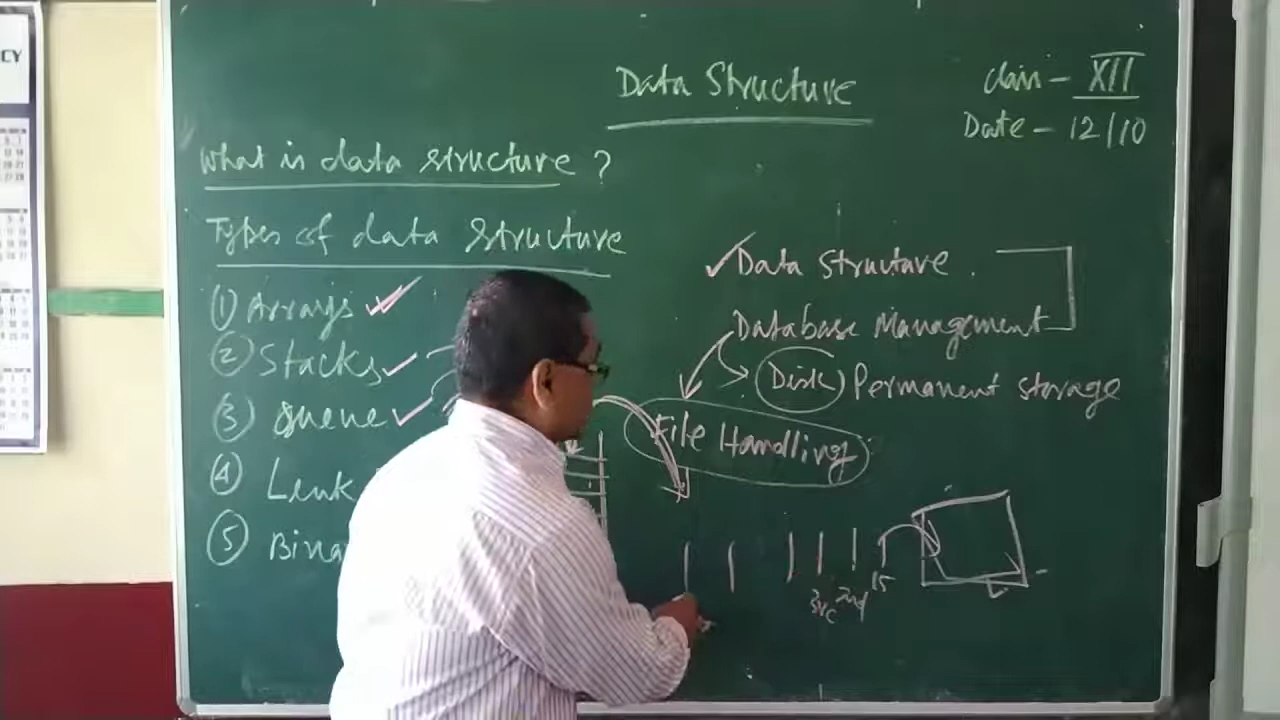 CY
Data Structure
Class - XII
Date - 12/10
What is data structure ?
Types of data structure
① Arrays
② Stacks
③ Queue
④ Link
⑤ Bina
Data Structure
Database Management
Disk Permanent storage
File Handling
3rd 2nd 1st